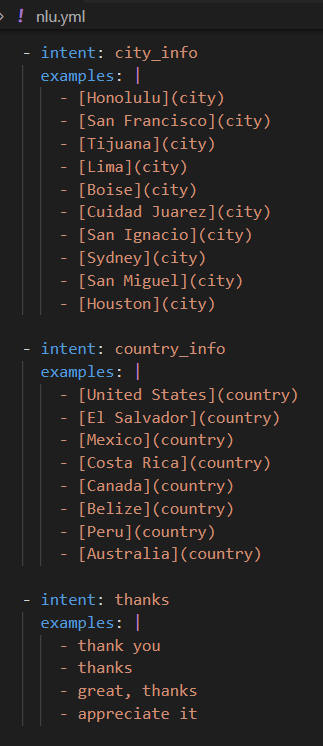 ! nlu.yml
- intent: city_info
examples: |
- [Honolulu](city)
- [San Francisco](city)
- [Tijuana](city)
- [Lima](city)
- [Boise](city)
- [Cuidad Juarez](city)
- [San Ignacio](city)
- [Sydney](city)
- [San Miguel](city)
- [Houston](city)
- intent: country_info
examples: |
- [United States](country)
- [El Salvador](country)
- [Mexico](country)
- [Costa Rica](country)
- [Canada](country)
- [Belize](country)
- [Peru](country)
- [Australia](country)
- intent: thanks
examples: |
- thank you
- thanks
- great, thanks
- appreciate it